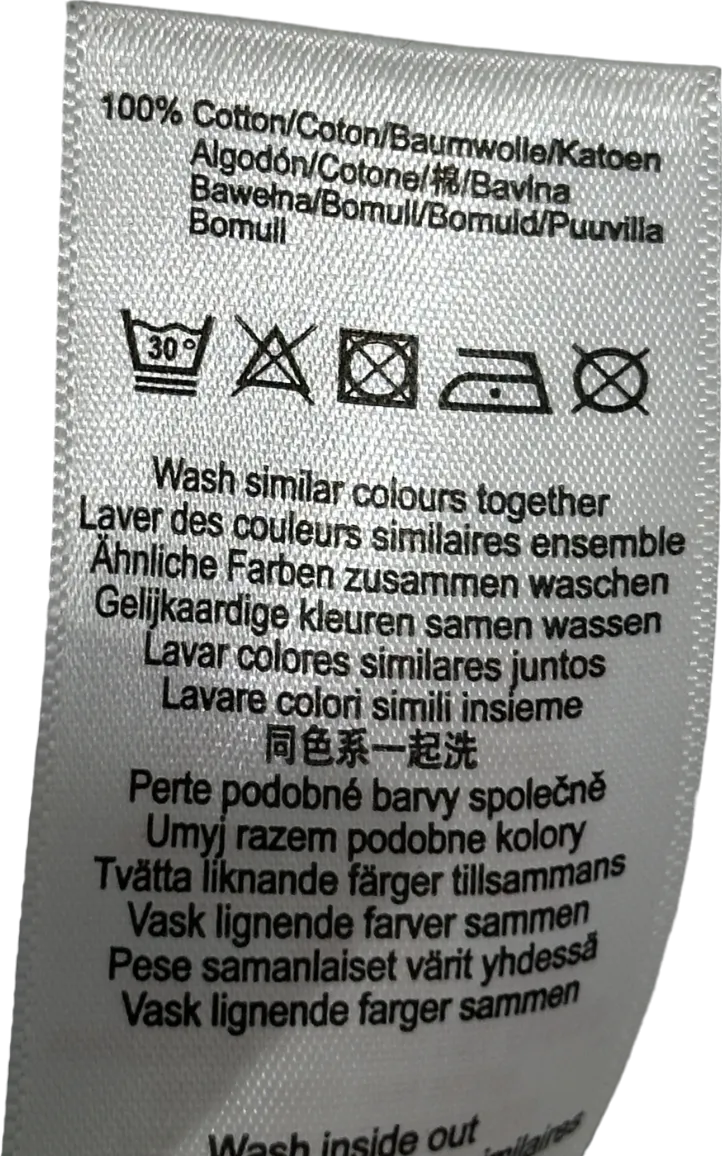 100% Cotton/Coton/Baumwolle/Katoen
Algodón/Cotone/棉/Bavlna
Bawełna/Bomull/Bomuld/Puuvilla
Bomull
30°
Wash similar colours together
Laver des couleurs similaires ensemble
Ähnliche Farben zusammen waschen
Gelijkaardige kleuren samen wassen
Lavar colores similares juntos
Lavare colori simili insieme
同色系一起洗
Perte podobné barvy společně
Umyj razem podobne kolory
Tvätta liknande färger tillsammans
Vask lignende farver sammen
Pese samanlaiset värit yhdessä
Vask lignende farger sammen
Wash inside out